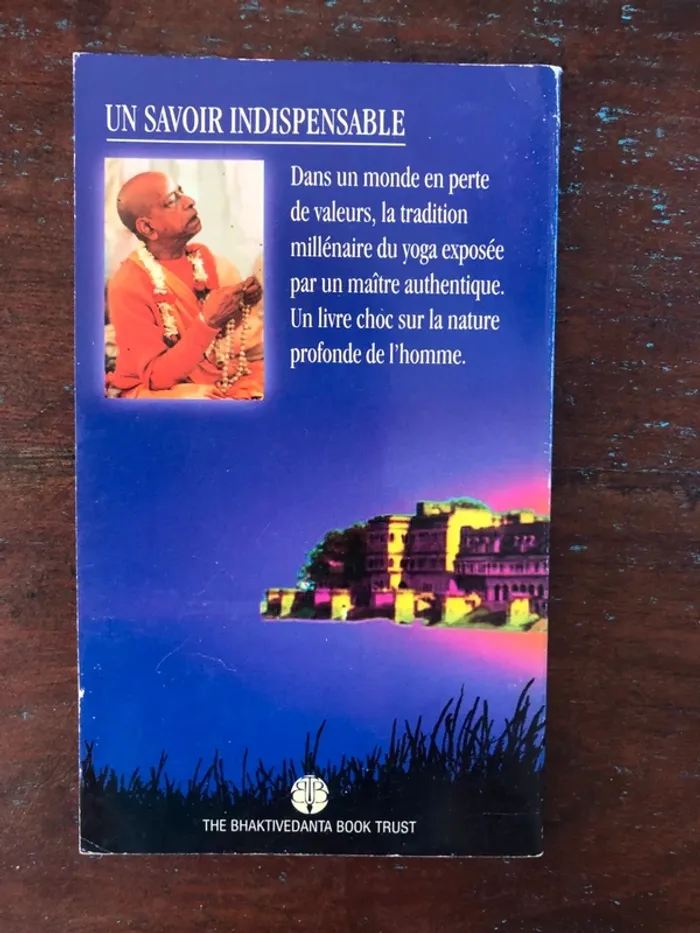 UN SAVOIR INDISPENSABLE
Dans un monde en perte
de valeurs, la tradition
millénaire du yoga exposée
par un maître authentique.
Un livre choc sur la nature
profonde de l'homme.
BTB
THE BHAKTIVEDANTA BOOK TRUST